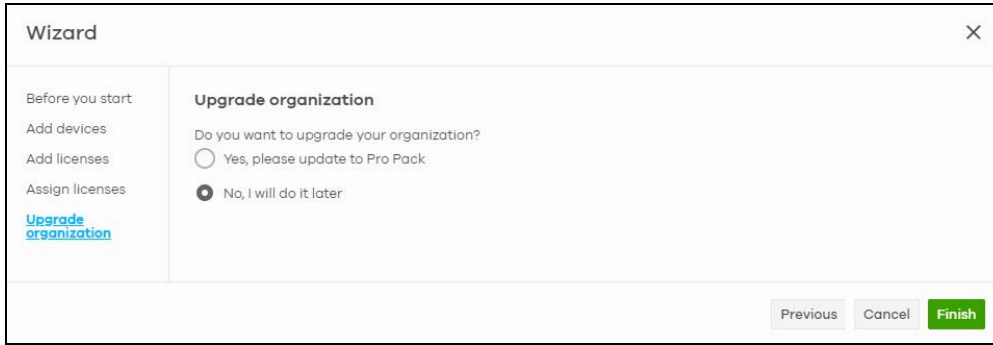 Wizard
Before you start
Add devices
Add licenses
Assign licenses
Upgrade
organization
Upgrade organization
Do you want to upgrade your organization?
Yes, please update to Pro Pack
No, I will do it later
Previous
Cancel
Finish